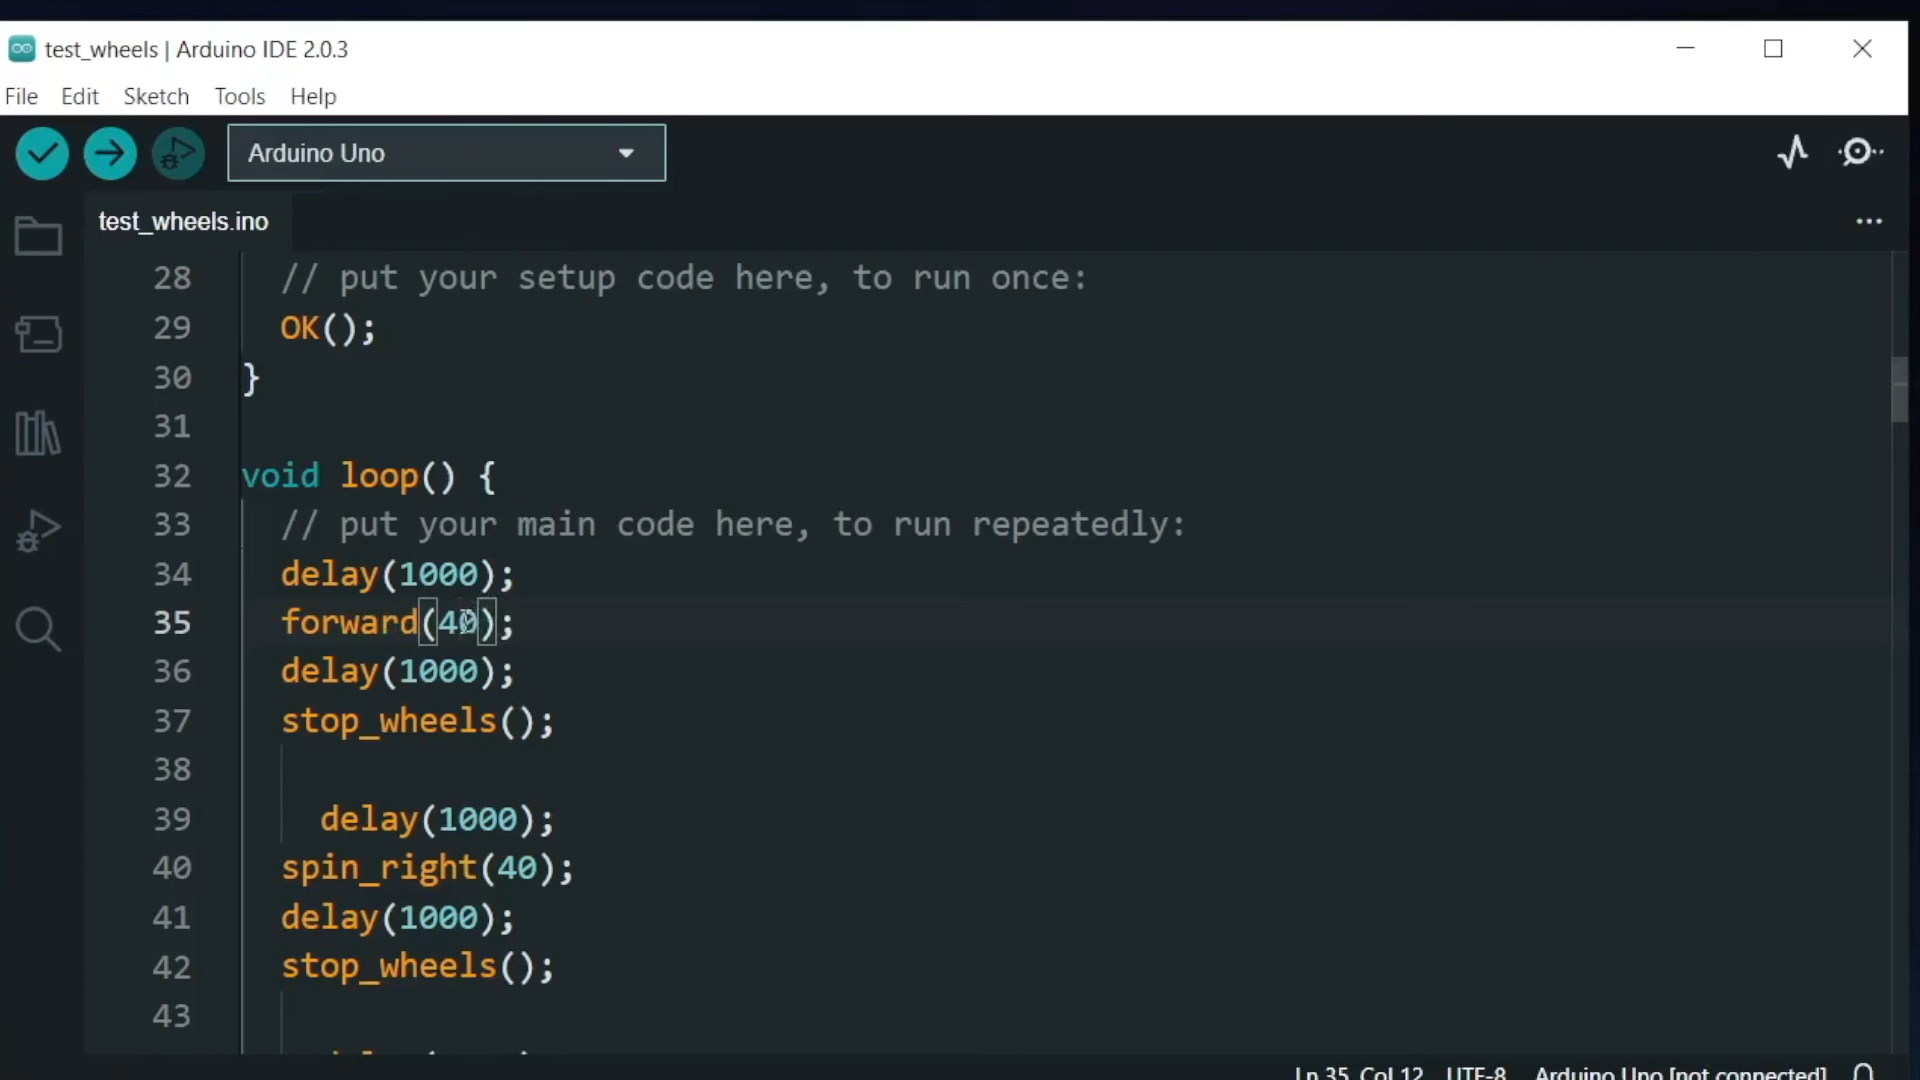 test_wheels | Arduino IDE 2.0.3
File Edit Sketch Tools Help
Arduino Uno
test_wheels.ino
28 // put your setup code here, to run once:
29 OK();
30 }
31
32 void loop() {
33 // put your main code here, to run repeatedly:
34 delay(1000);
35 forward(40);
36 delay(1000);
37 stop_wheels();
38
39 delay(1000);
40 spin_right(40);
41 delay(1000);
42 stop_wheels();
43
Ln 35, Col 12 UTF-8 Arduino Uno [not connected]